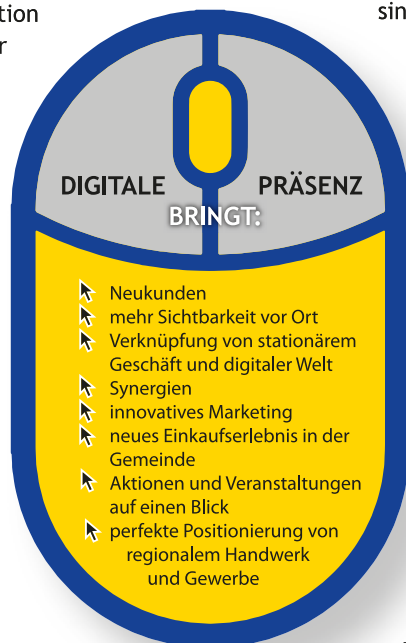 tion
r
sin
DIGITALE PRÄSENZ
BRINGT:
Neukunden
mehr Sichtbarkeit vor Ort
Verknüpfung von stationärem
Geschäft und digitaler Welt
Synergien
innovatives Marketing
neues Einkaufserlebnis in der
Gemeinde
Aktionen und Veranstaltungen
auf einen Blick
perfekte Positionierung von
regionalem Handwerk
und Gewerbe